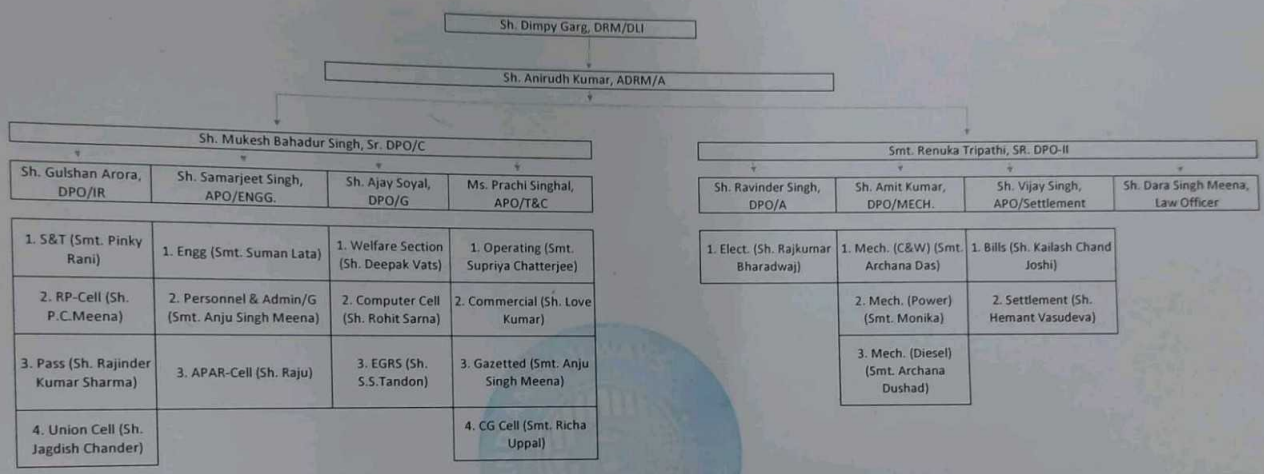 Sh. Dimpy Garg, DRM/DLI
Sh. Anirudh Kumar, ADRM/A
Sh. Mukesh Bahadur Singh, Sr. DPO/C
Smt. Renuka Tripathi, SR. DPO-II
Sh. Gulshan Arora,
DPO/IR
Sh. Samarjeet Singh,
APO/ENGG.
Sh. Ajay Soyal,
DPO/G
Ms. Prachi Singhal,
APO/T&C
Sh. Ravinder Singh,
DPO/A
Sh. Amit Kumar,
DPO/MECH.
Sh. Vijay Singh,
APO/Settlement
Sh. Dara Singh Meena,
Law Officer
1. S&T (Smt. Pinky
Rani)
1. Engg (Smt. Suman Lata)
1. Welfare Section
(Sh. Deepak Vats)
1. Operating (Smt.
Supriya Chatterjee)
1. Elect. (Sh. Rajkumar
Bharadwaj)
1. Mech. (C&W) (Smt.
Archana Das)
1. Bills (Sh. Kailash Chand
Joshi)
2. RP-Cell (Sh.
P.C.Meena)
2. Personnel & Admin/G
(Smt. Anju Singh Meena)
2. Computer Cell
(Sh. Rohit Sarna)
2. Commercial (Sh. Love
Kumar)
2. Mech. (Power)
(Smt. Monika)
2. Settlement (Sh.
Hemant Vasudeva)
3. Pass (Sh. Rajinder
Kumar Sharma)
3. APAR-Cell (Sh. Raju)
3. EGRS (Sh.
S.S.Tandon)
3. Gazetted (Smt. Anju
Singh Meena)
3. Mech. (Diesel)
(Smt. Archana
Dushad)
4. Union Cell (Sh.
Jagdish Chander)
4. CG Cell (Smt. Richa
Uppal)